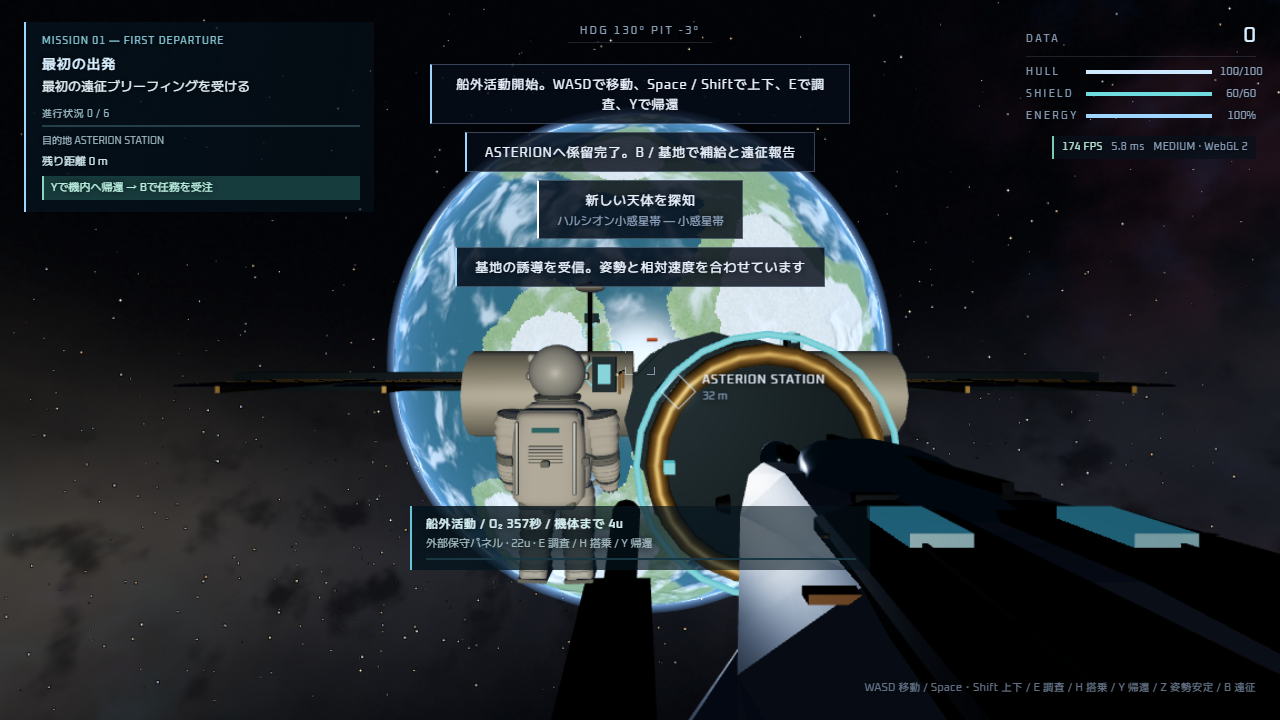 MISSION 01 — FIRST DEPARTURE
最初の出発
最初の遠征ブリーフィングを受ける
進行状況 0 / 6
目的地 ASTERION STATION
残り距離 0 m
Yで機内へ帰還 → Bで任務を受注
HDG 130° PIT -3°
船外活動開始。WASDで移動、Space / Shiftで上下、Eで調
査、Yで帰還
ASTERIONへ係留完了。B / 基地で補給と遠征報告
新しい天体を探知
ハルシオン小惑星帯 — 小惑星帯
基地の誘導を受信。姿勢と相対速度を合わせています
DATA 0
HULL 100/100
SHIELD 60/60
ENERGY 100%
174 FPS 5.8 ms MEDIUM · WebGL 2
ASTERION STATION
32 m
船外活動 / O₂ 357秒 / 機体まで 4u
外部保守パネル · 22u · E 調査 / H 搭乗 / Y 帰還
WASD 移動 / Space · Shift 上下 / E 調査 / H 搭乗 / Y 帰還 / Z 姿勢安定 / B 遠征